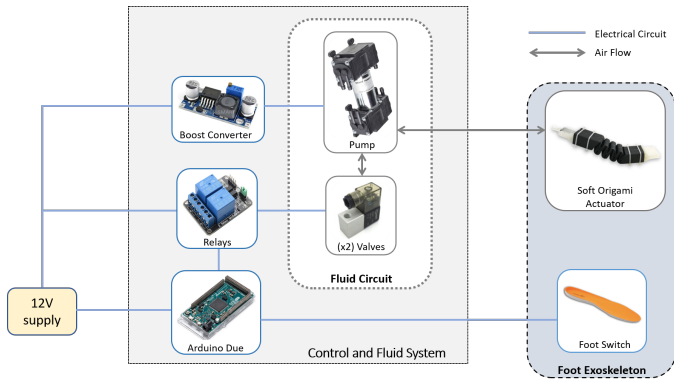 Electrical Circuit
Air Flow
Boost Converter
Pump
Soft Origami
Actuator
Relays
(x2) Valves
Fluid Circuit
12V
supply
Arduino Due
Foot Switch
Control and Fluid System
Foot Exoskeleton